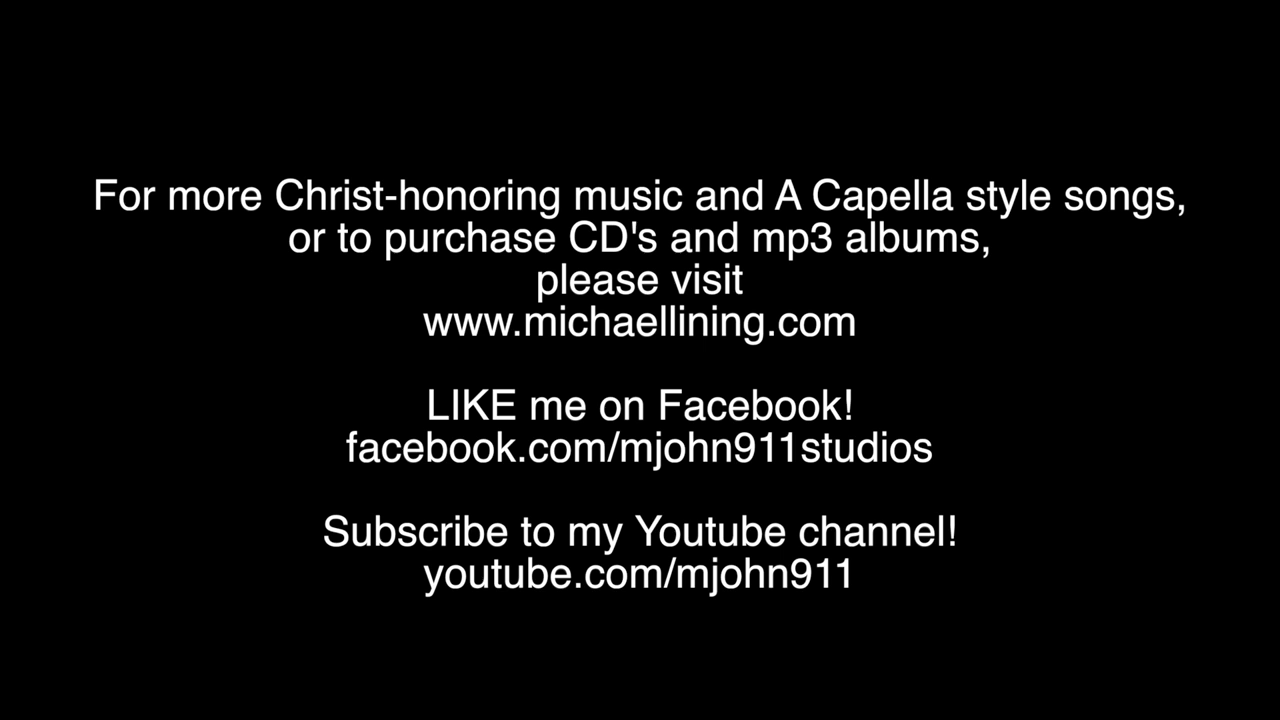 For more Christ-honoring music and A Capella style songs,
or to purchase CD's and mp3 albums,
please visit
www.michaellining.com
LIKE me on Facebook!
facebook.com/mjohn911studios
Subscribe to my Youtube channel!
youtube.com/mjohn911